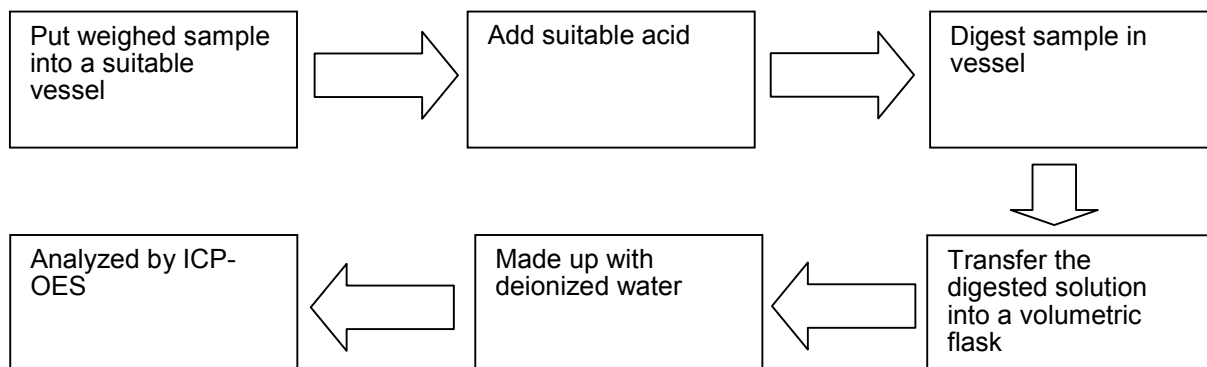 Put weighed sample
into a suitable
vessel
Add suitable acid
Digest sample in
vessel
Transfer the
digested solution
into a volumetric
flask
Made up with
deionized water
Analyzed by ICP-
OES